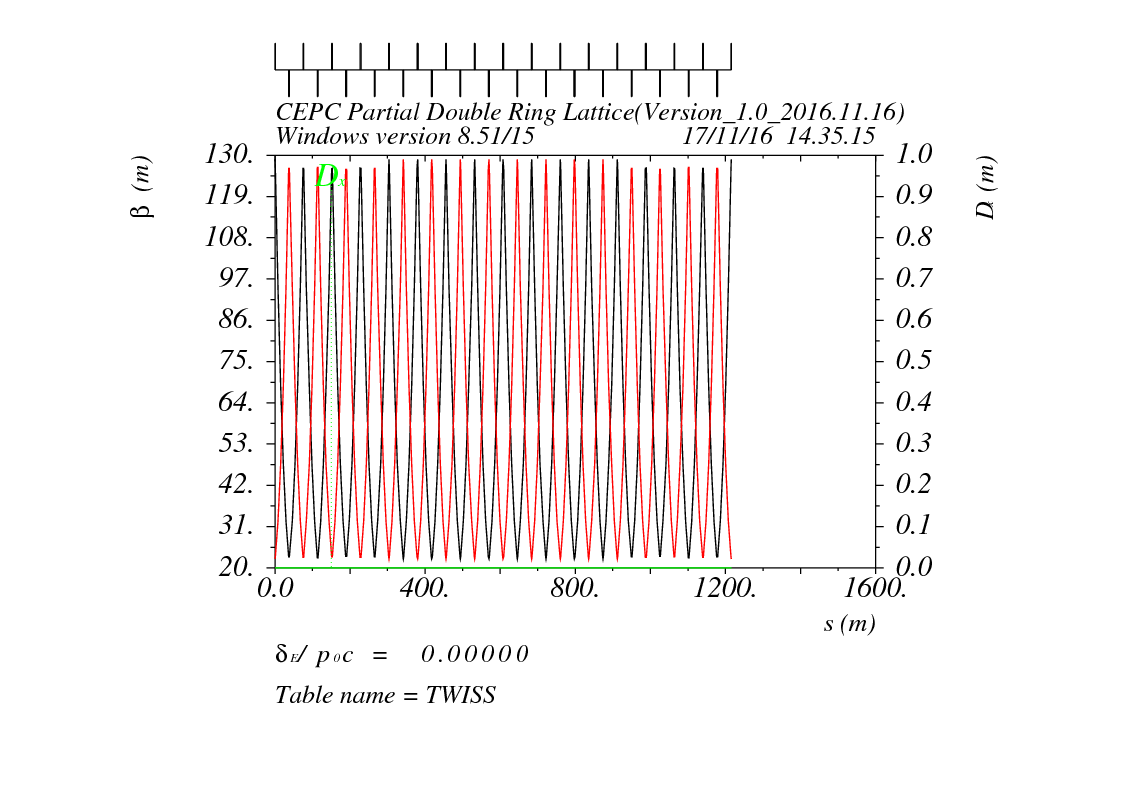 CEPC Partial Double Ring Lattice(Version_1.0_2016.11.16)
Windows version 8.51/15 17/11/16 14.35.15
β (m)
130.
119.
108.
97.
86.
75.
64.
53.
42.
31.
20.
Dx
Dx (m)
1.0
0.9
0.8
0.7
0.6
0.5
0.4
0.3
0.2
0.1
0.0
0.0 400. 800. 1200. 1600.
s (m)
δE/ p0c = 0.00000
Table name = TWISS